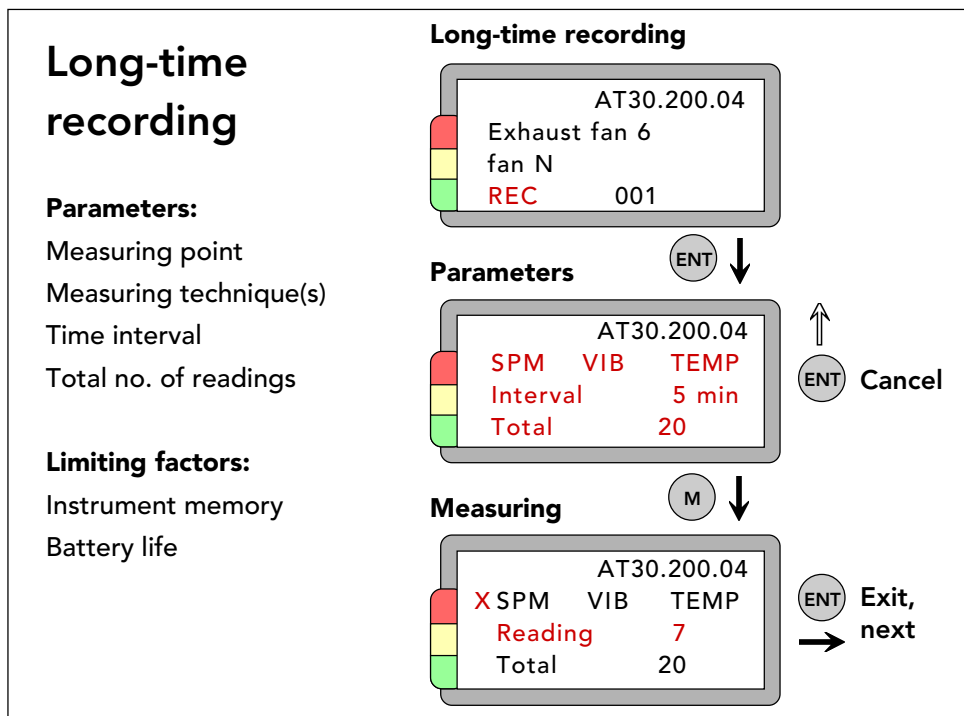 Long-time
recording
Parameters:
Measuring point
Measuring technique(s)
Time interval
Total no. of readings
Limiting factors:
Instrument memory
Battery life
Long-time recording
AT30.200.04
Exhaust fan 6
fan N
REC 001
ENT
Parameters
AT30.200.04
SPM VIB TEMP
Interval 5 min
Total 20
ENT Cancel
M
Measuring
AT30.200.04
X SPM VIB TEMP
Reading 7
Total 20
ENT Exit,
next